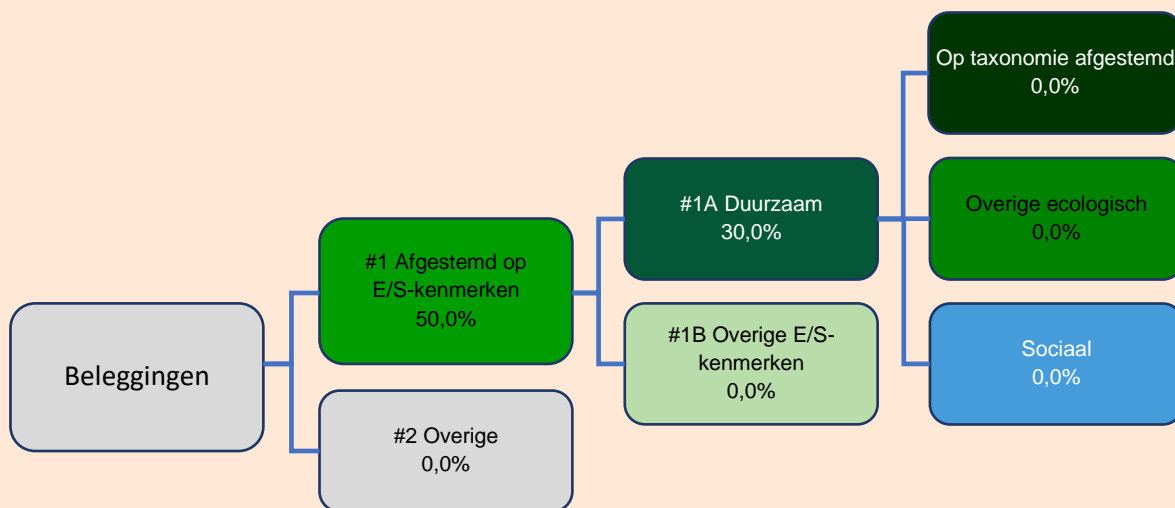 Beleggingen
#1 Afgestemd op
E/S-kenmerken
50,0%
#2 Overige
0,0%
#1A Duurzaam
30,0%
#1B Overige E/S-
kenmerken
0,0%
Op taxonomie afgestemd
0,0%
Overige ecologisch
0,0%
Sociaal
0,0%